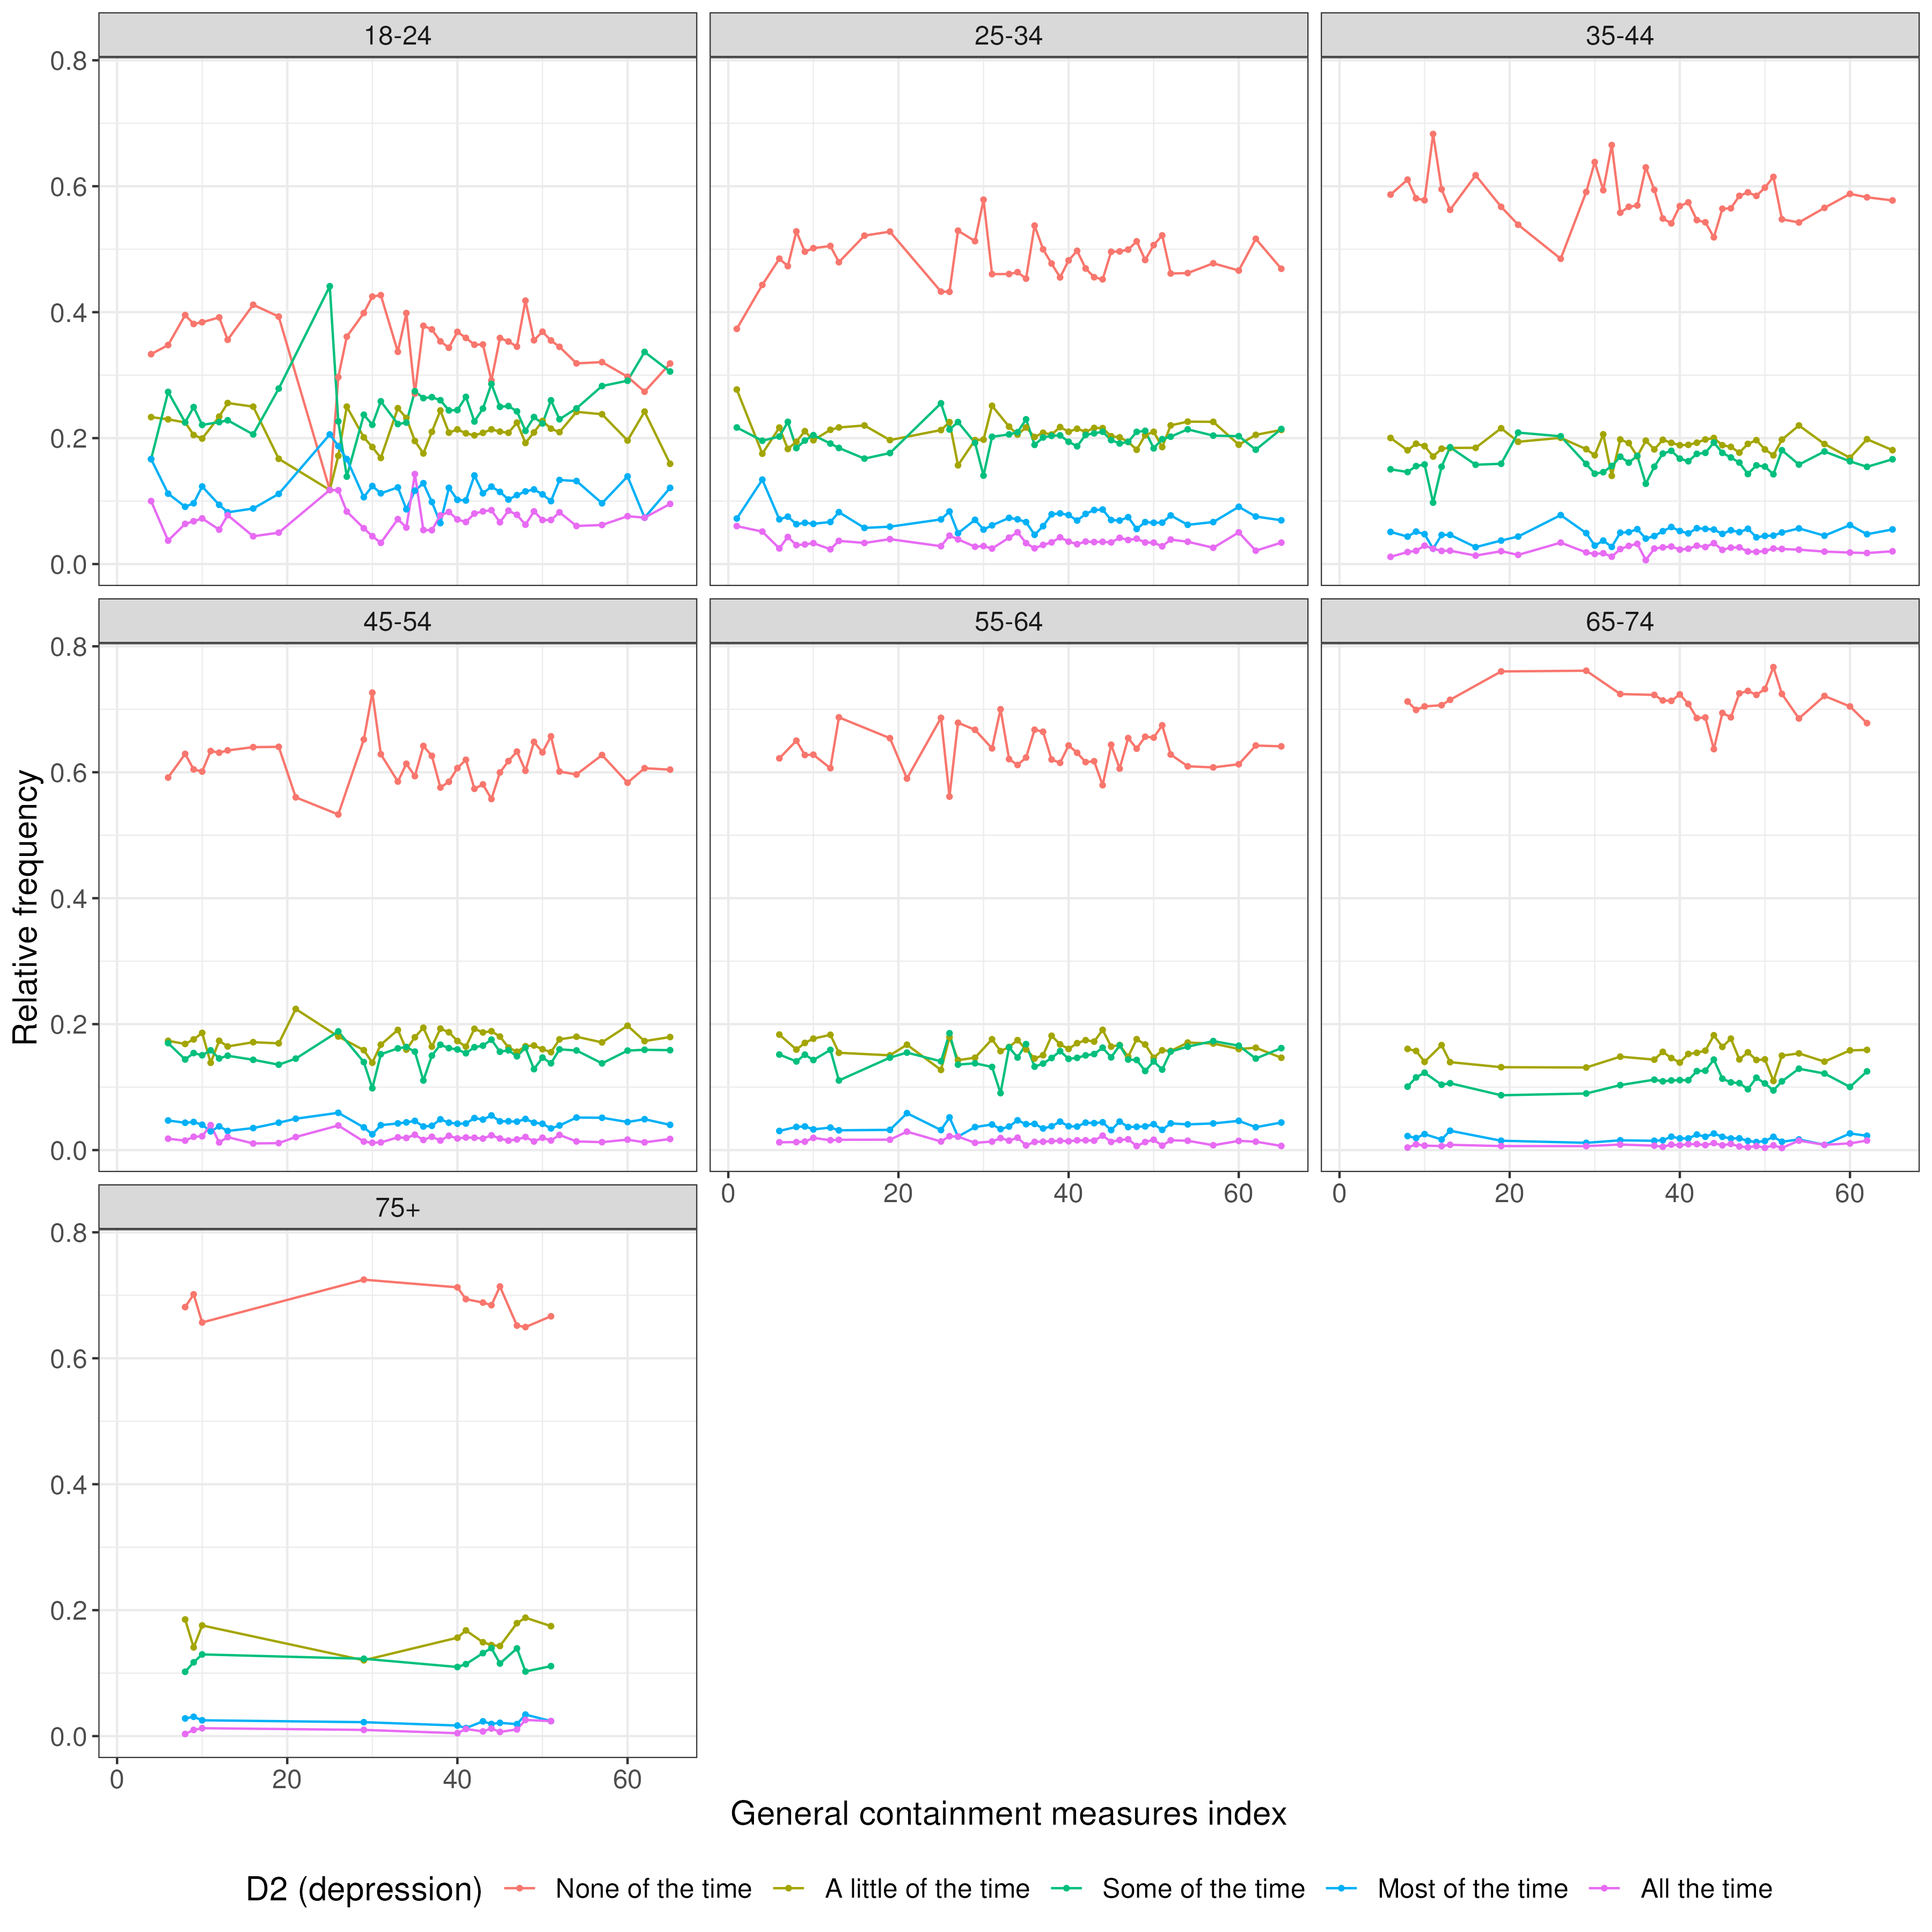 18-24 25-34 35-44
0.8
0.6
0.4
0.2
0.0
45-54 55-64 65-74
0.8
0.6
0.4
0.2
0.0
0 20 40 60 0 20 40 60
75+
0.8
0.6
0.4
0.2
0.0
0 20 40 60
Relative frequency
General containment measures index
D2 (depression) None of the time A little of the time Some of the time Most of the time All the time